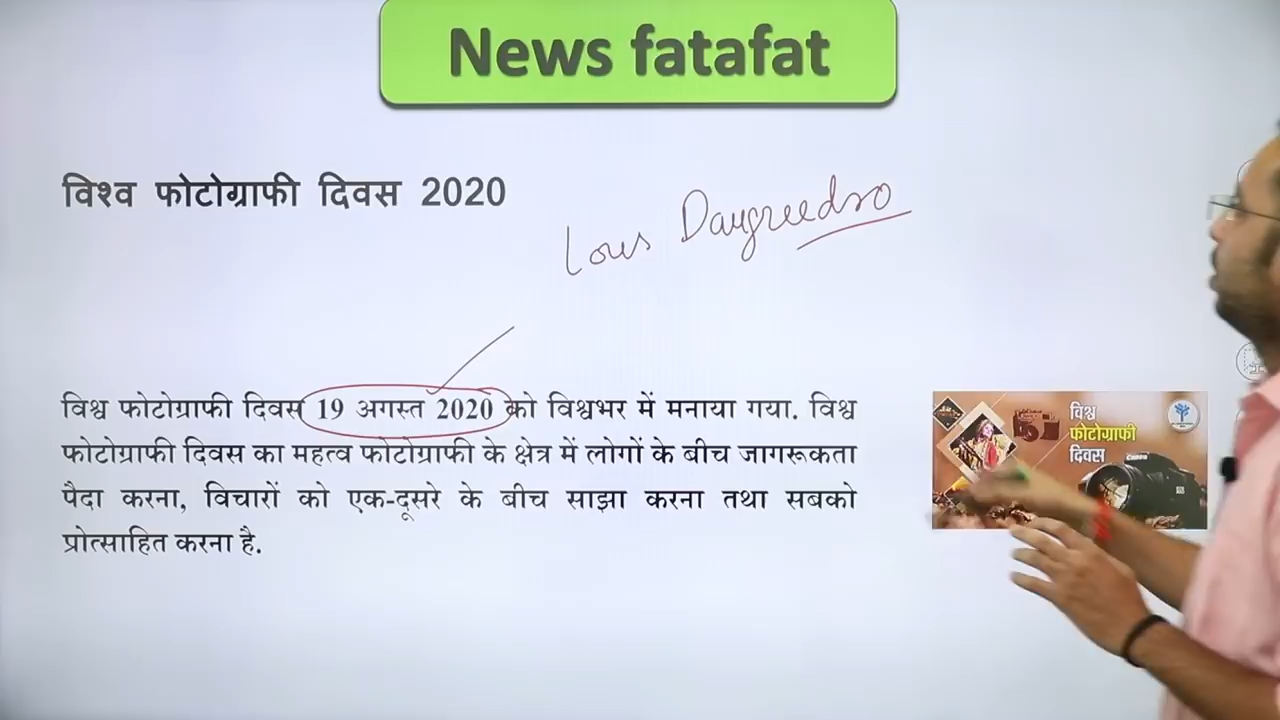 News fatafat
विश्व फोटोग्राफी दिवस 2020
Lous
विश्व फोटोग्राफी दिवस 19 अगस्त 2020 को विश्वभर में मनाया गया. विश्व
फोटोग्राफी दिवस का महत्व फोटोग्राफी के क्षेत्र में लोगों के बीच जागरूकता
पैदा करना, विचारों को एक-दूसरे के बीच साझा करना तथा सबको
प्रोत्साहित करना है.
विश्व
फोटोग्राफी
दिवस
Canon